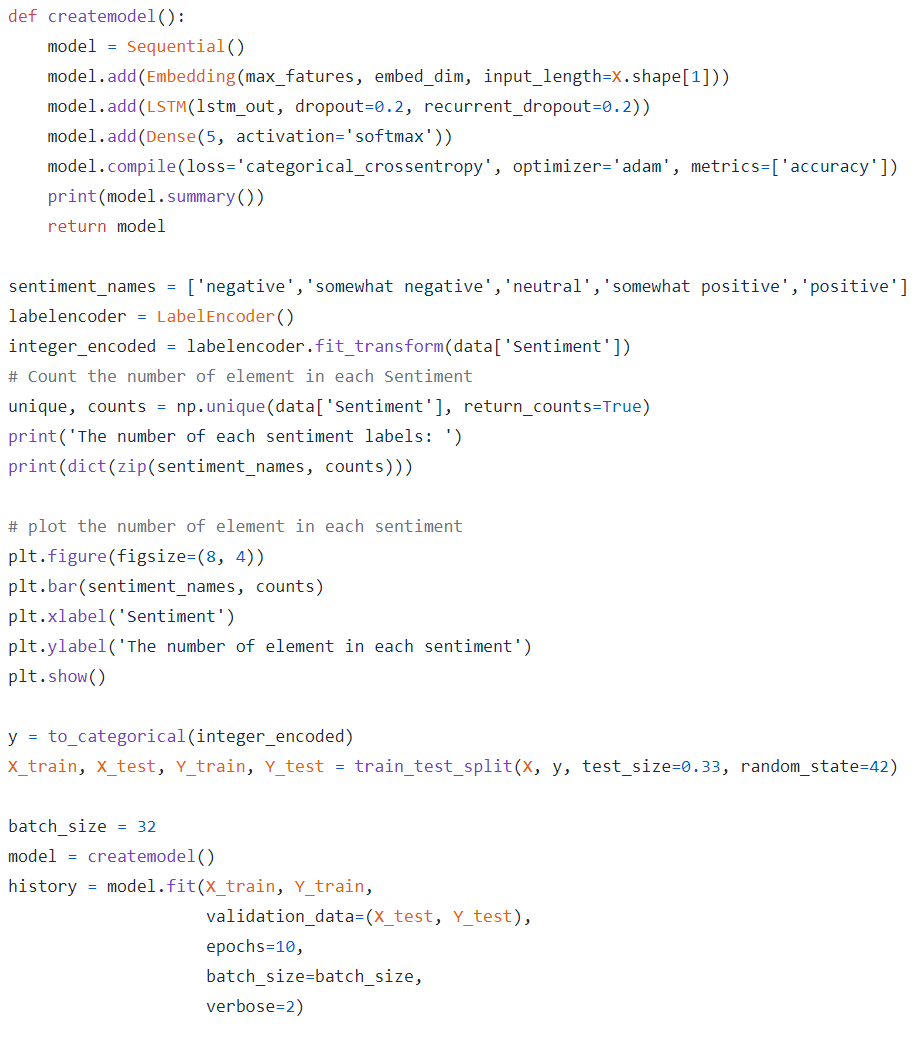 def createmodel():
    model = Sequential()
    model.add(Embedding(max_fatures, embed_dim, input_length=X.shape[1]))
    model.add(LSTM(lstm_out, dropout=0.2, recurrent_dropout=0.2))
    model.add(Dense(5, activation='softmax'))
    model.compile(loss='categorical_crossentropy', optimizer='adam', metrics=['accuracy'])
    print(model.summary())
    return model

sentiment_names = ['negative','somewhat negative','neutral','somewhat positive','positive']
labelencoder = LabelEncoder()
integer_encoded = labelencoder.fit_transform(data['Sentiment'])
# Count the number of element in each Sentiment
unique, counts = np.unique(data['Sentiment'], return_counts=True)
print('The number of each sentiment labels: ')
print(dict(zip(sentiment_names, counts)))

# plot the number of element in each sentiment
plt.figure(figsize=(8, 4))
plt.bar(sentiment_names, counts)
plt.xlabel('Sentiment')
plt.ylabel('The number of element in each sentiment')
plt.show()

y = to_categorical(integer_encoded)
X_train, X_test, Y_train, Y_test = train_test_split(X, y, test_size=0.33, random_state=42)

batch_size = 32
model = createmodel()
history = model.fit(X_train, Y_train,
                    validation_data=(X_test, Y_test),
                    epochs=10,
                    batch_size=batch_size,
                    verbose=2)